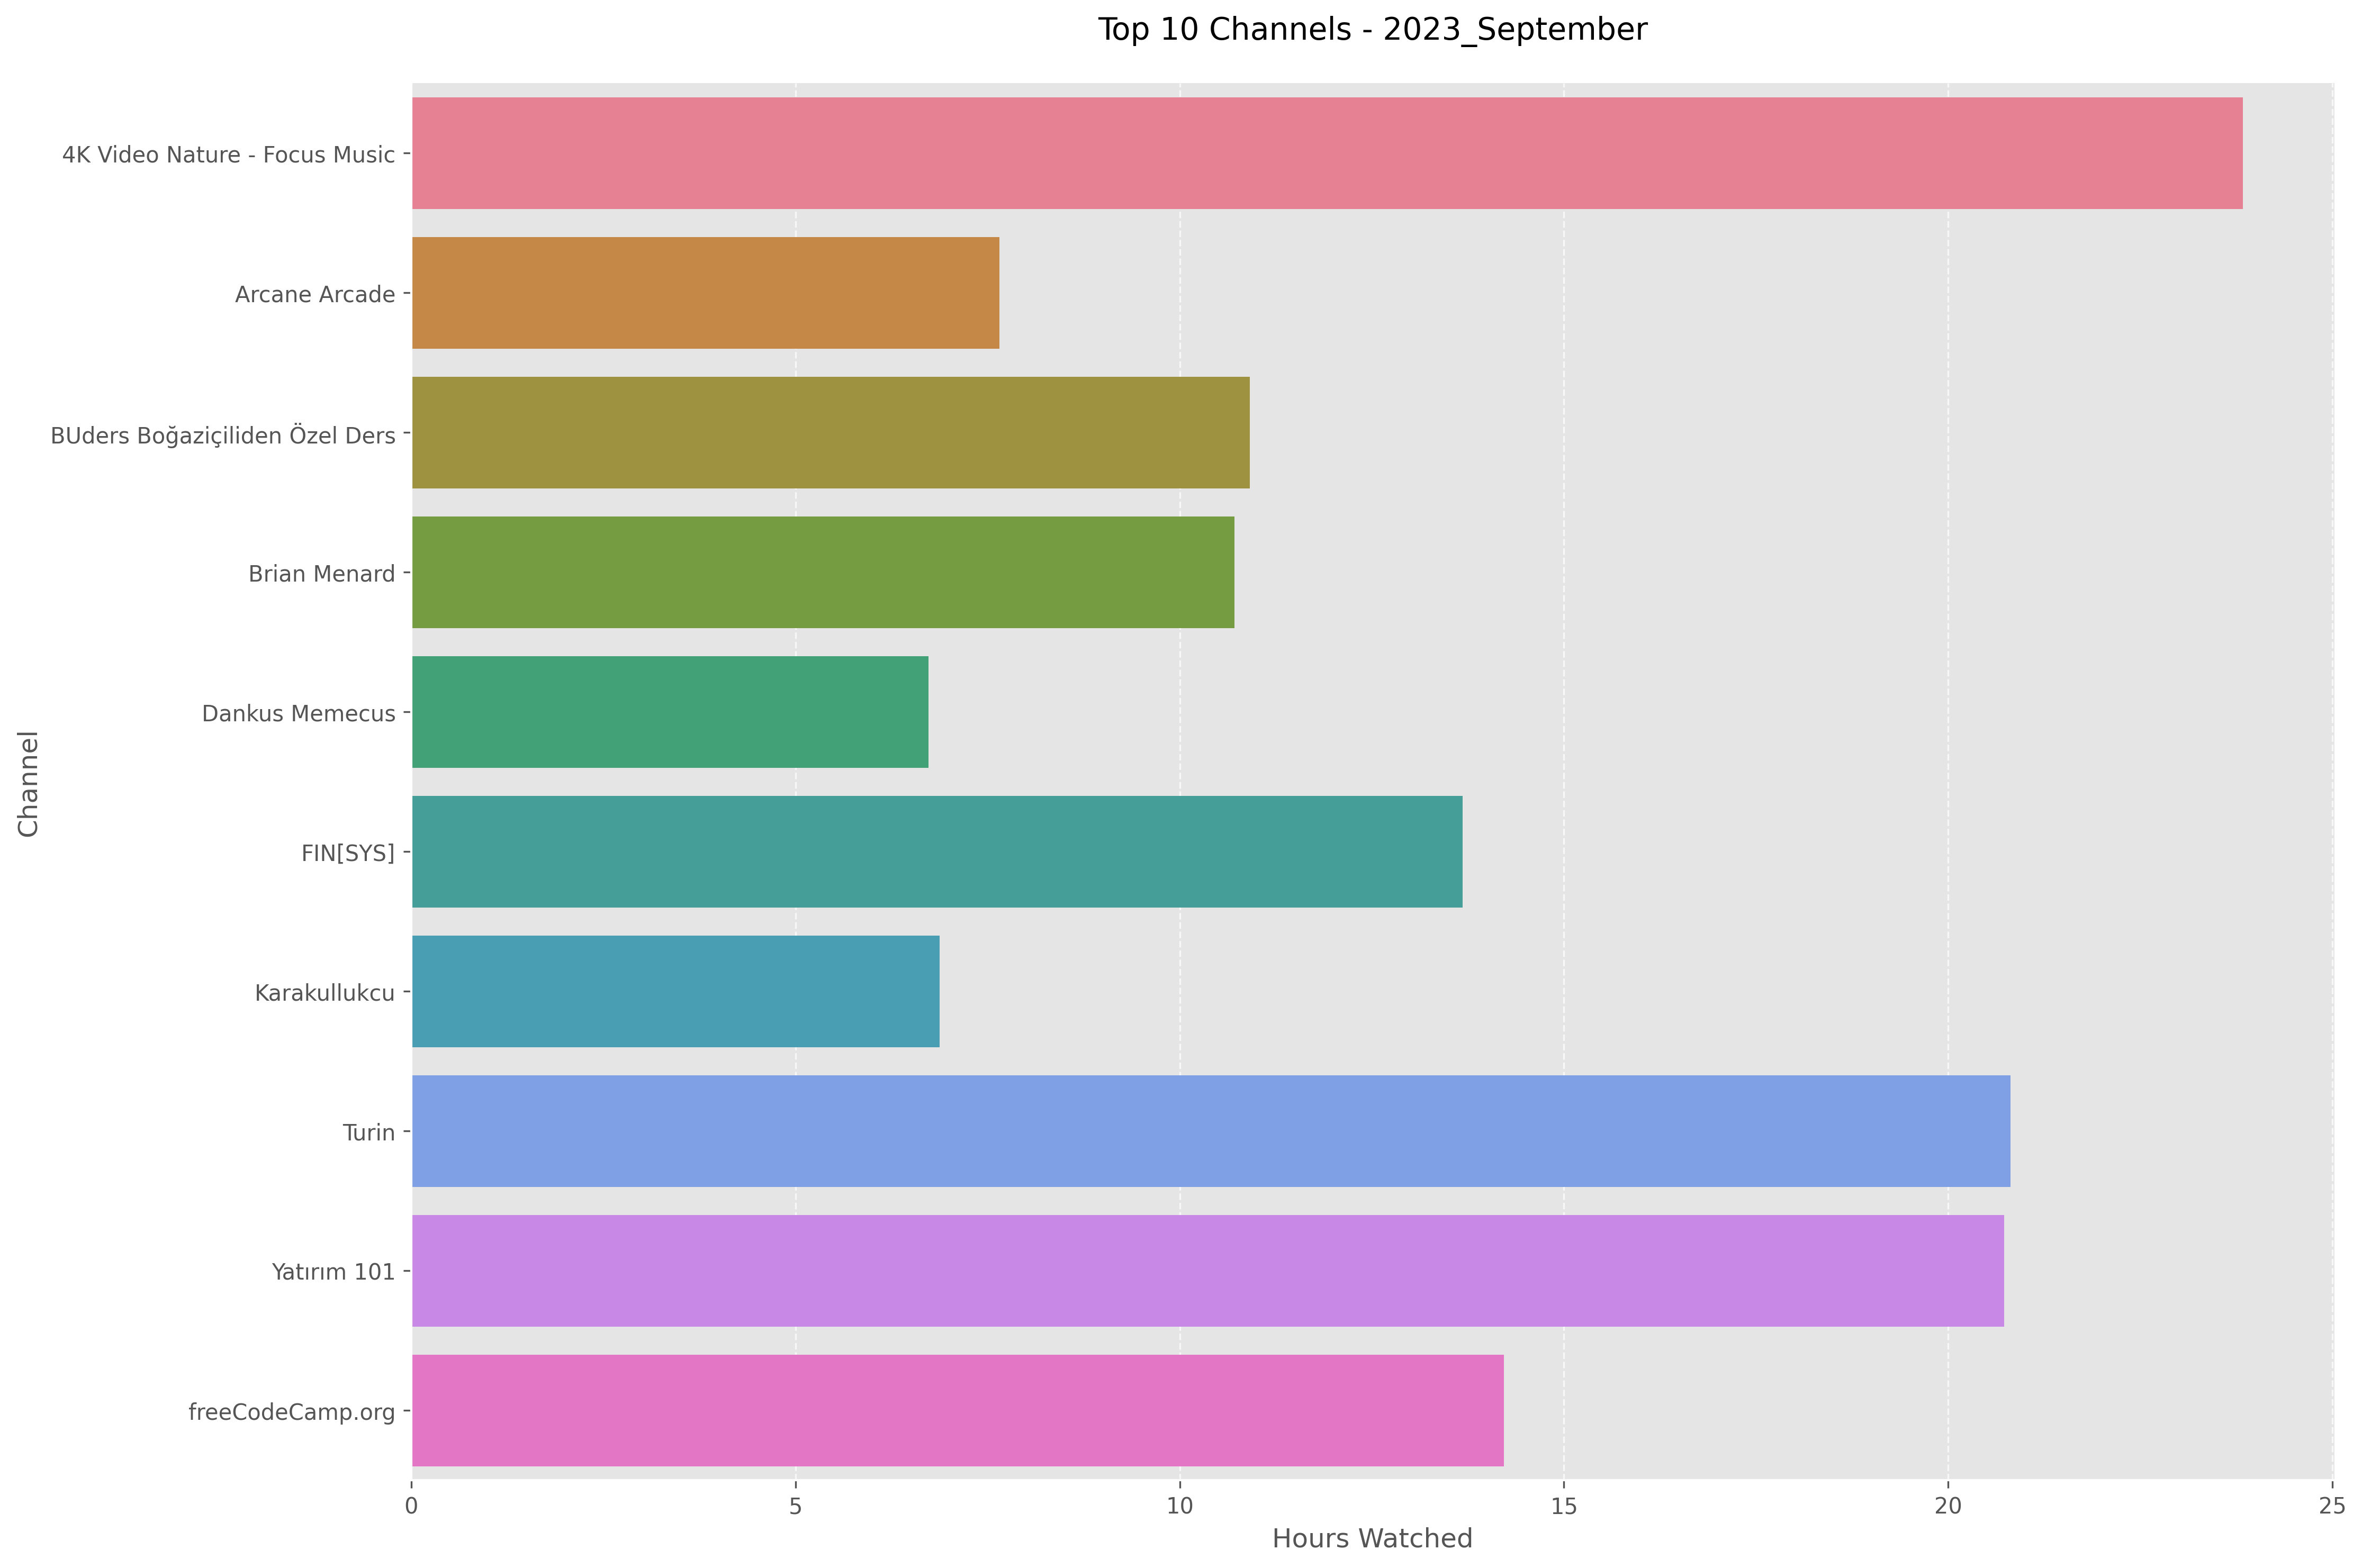 Top 10 Channels - 2023_September
4K Video Nature - Focus Music
Arcane Arcade
BUders Boğaziçiliden Özel Ders
Brian Menard
Dankus Memecus
FIN[SYS]
Karakullukcu
Turin
Yatırım 101
freeCodeCamp.org
Channel
0 5 10 15 20 25
Hours Watched